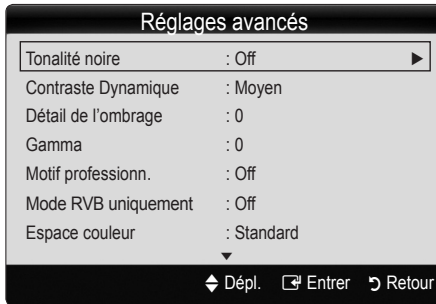 Réglages avancés
Tonalité noire : Off ▶
Contraste Dynamique : Moyen
Détail de l'ombrage : 0
Gamma : 0
Motif professionn. : Off
Mode RVB uniquement : Off
Espace couleur : Standard
▼
Dépl. Entrer Retour